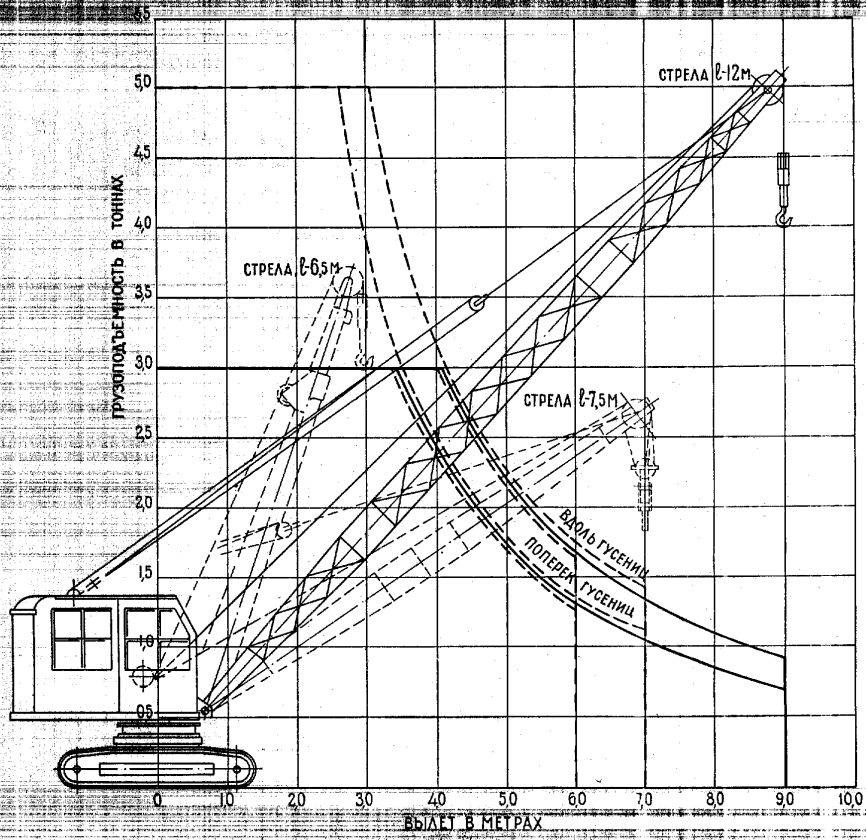 5,5
СТРЕЛА ℓ-12М
5,0
4,5
4,0
СТРЕЛА ℓ-6,5М
3,5
3,0
СТРЕЛА ℓ-7,5М
2,5
2,0
1,5
1,0
0,5
ГРУЗОПОДЪЕМНОСТЬ В ТОННАХ
ВДОЛЬ ГУСЕНИЦ
ПОПЕРЕК ГУСЕНИЦ
0 1,0 2,0 3,0 4,0 5,0 6,0 7,0 8,0 9,0 10,0
ВЫЛЕТ В МЕТРАХ